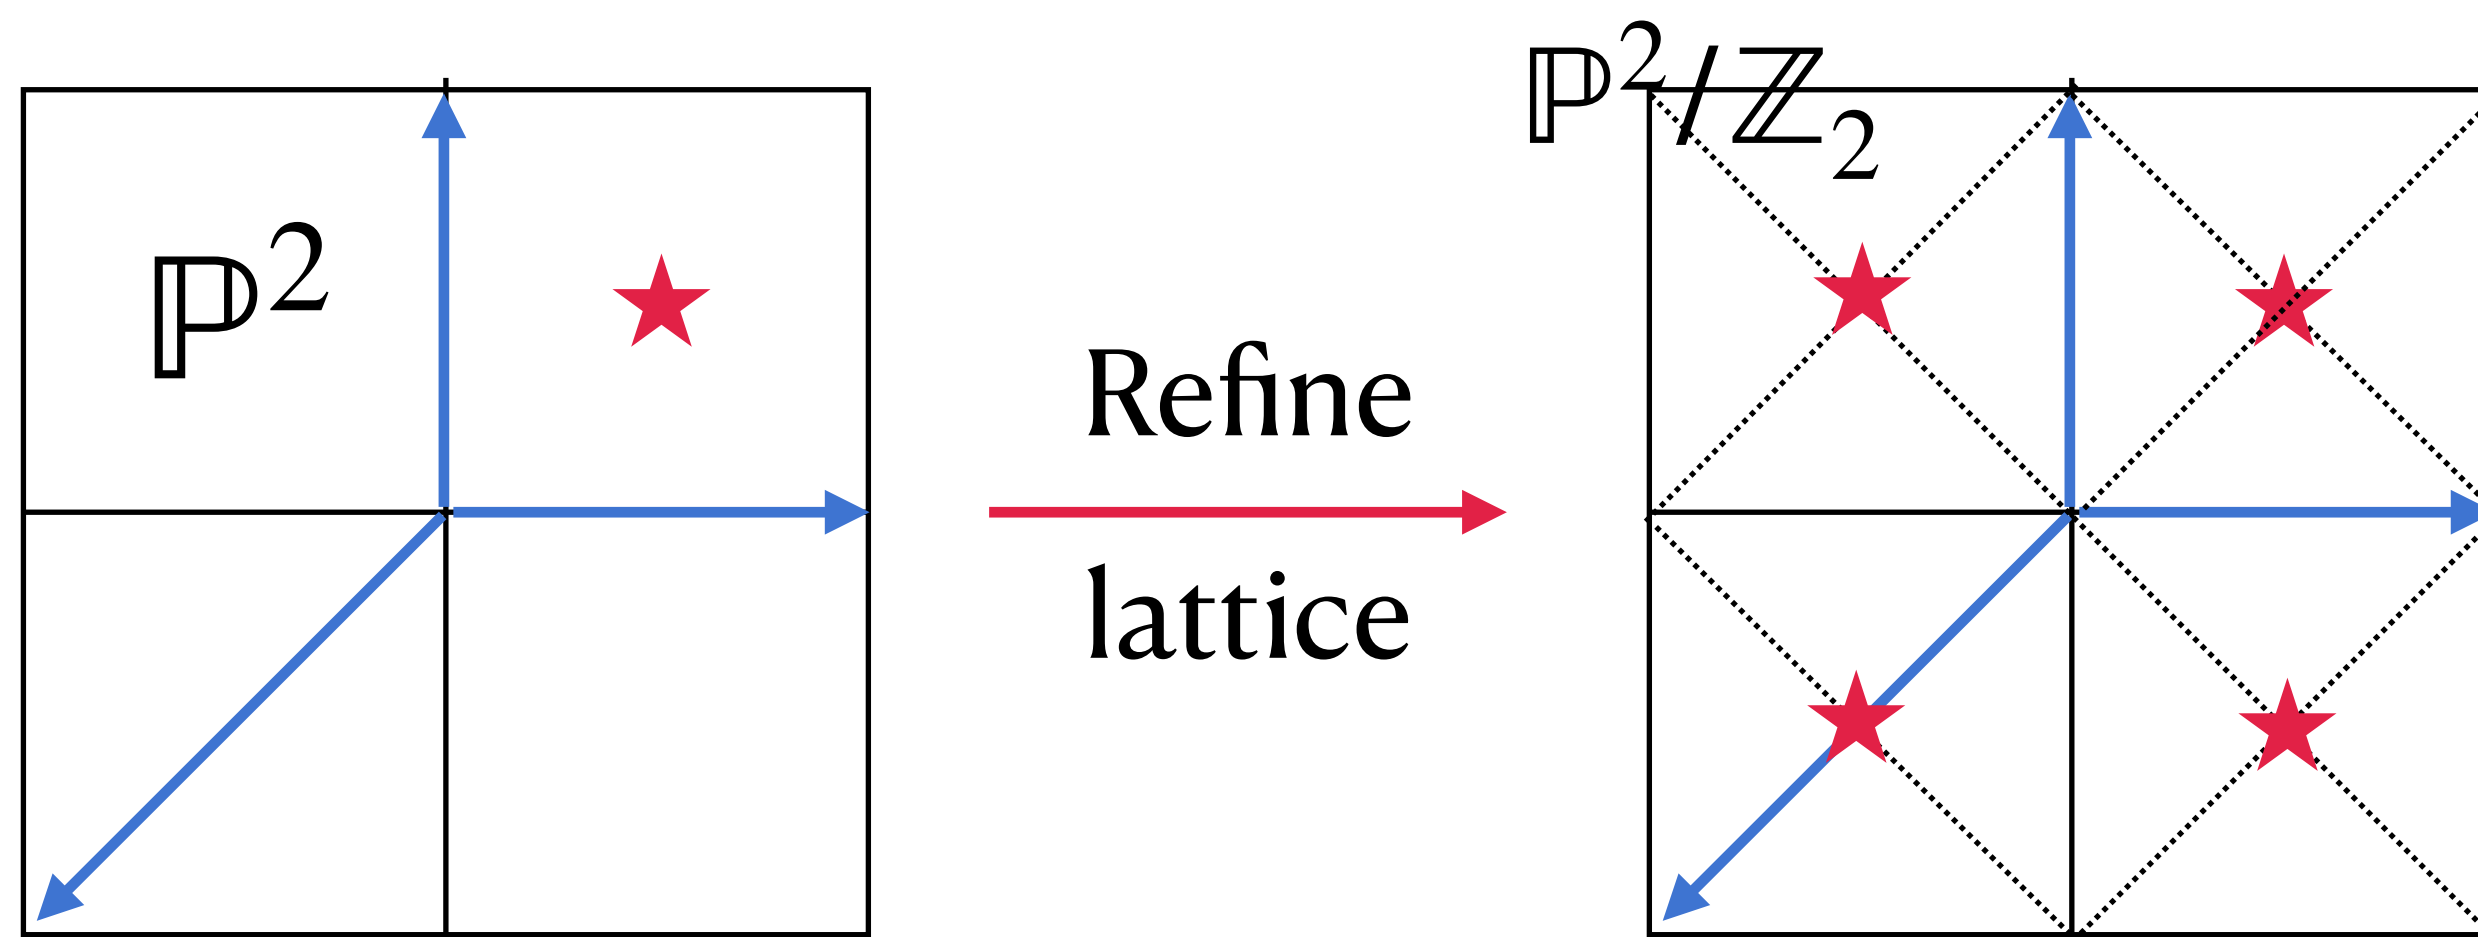 ℙ²
Refine
lattice
ℙ²/ℤ₂